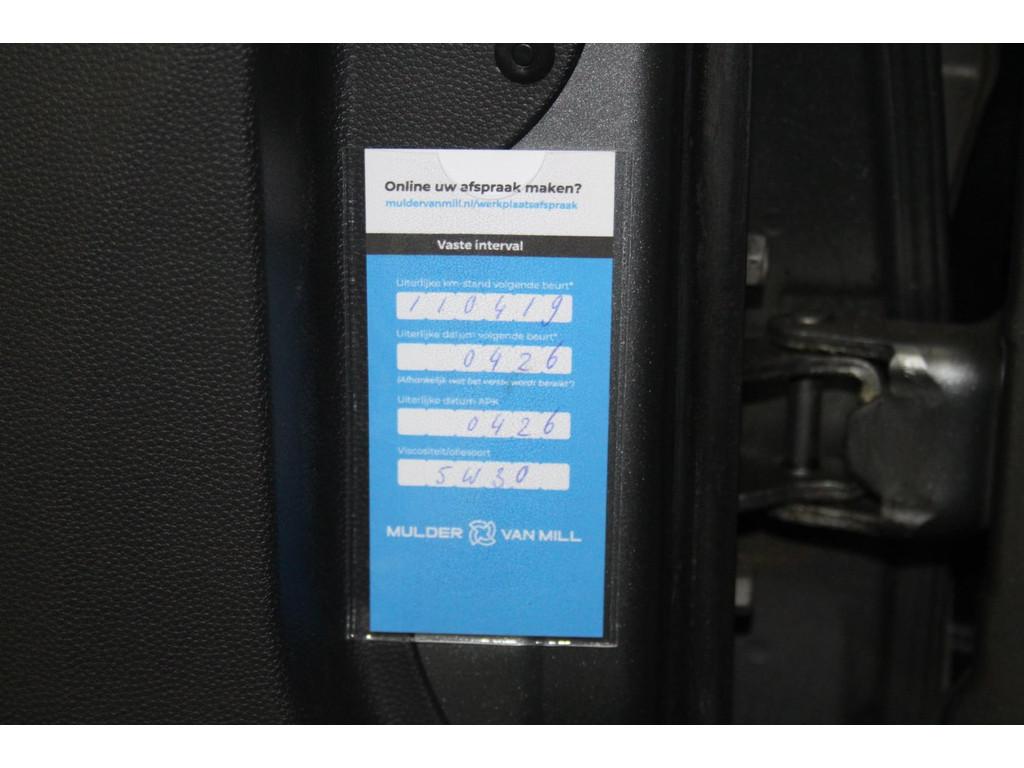 Online uw afspraak maken?
muldervanmill.nl/werkplaatsafspraak
Vaste interval
Uiterlijke km-stand volgende beurt*
110419
Uiterlijke datum volgende beurt*
0426
(Afhankelijk wat het eerste wordt bereikt*)
Uiterlijke datum APK
0426
Viscositeit/oliesoort
5W30
MULDER VAN MILL